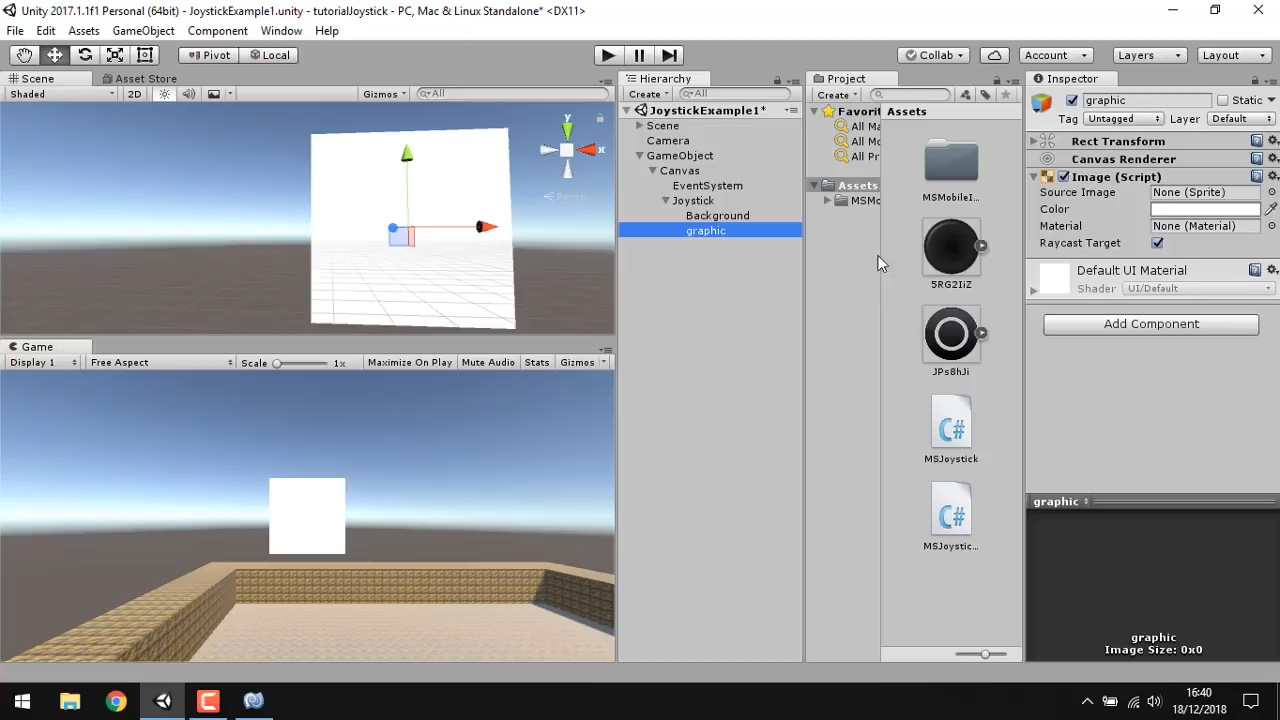 Unity 2017.1.1f1 Personal (64bit) - JoystickExample1.unity - tutorialJoystick - PC, Mac & Linux Standalone* <DX11>
File Edit Assets GameObject Component Window Help
Pivot Local Collab Account Layers Layout
Scene Asset Store
Shaded 2D Gizmos All
y
x
Persp
Game
Display 1 Free Aspect Scale 1x Maximize On Play Mute Audio Stats Gizmos
Hierarchy
Create All
JoystickExample1*
Scene
Camera
GameObject
Canvas
EventSystem
Joystick
Background
graphic
Project
Create
Favorit
All Ma
All Mo
All Pr
Assets
MSMo
Assets
MSMobileI...
5RG2IiZ
JPs8hJi
MSJoystick
MSJoystic...
Inspector
graphic Static
Tag Untagged Layer Default
Rect Transform
Canvas Renderer
Image (Script)
Source Image None (Sprite)
Color
Material None (Material)
Raycast Target
Default UI Material
Shader UI/Default
Add Component
graphic
graphic
Image Size: 0x0
16:40
18/12/2018